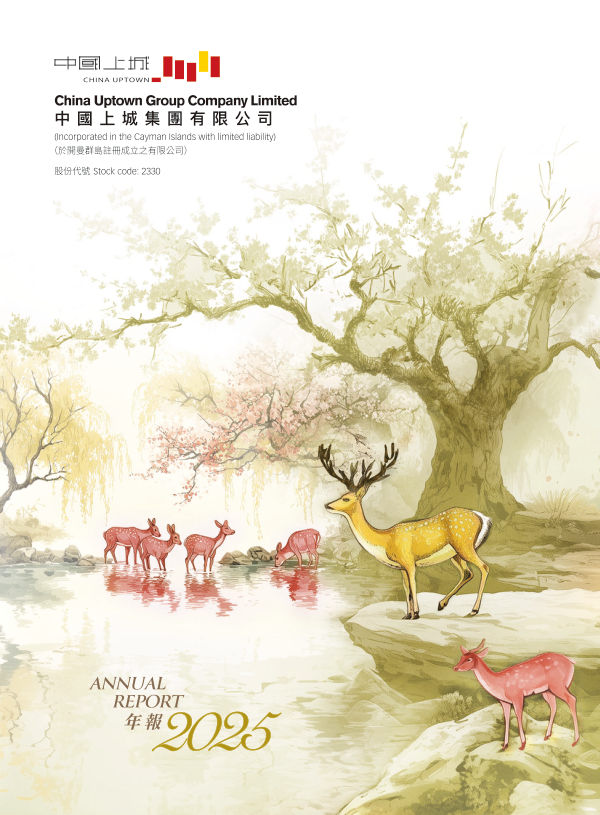 中國上城
CHINA UPTOWN
China Uptown Group Company Limited
中國上城集團有限公司
(Incorporated in the Cayman Islands with limited liability)
（於開曼群島註冊成立之有限公司）
股份代號 Stock code: 2330
ANNUAL
REPORT
年報 2025